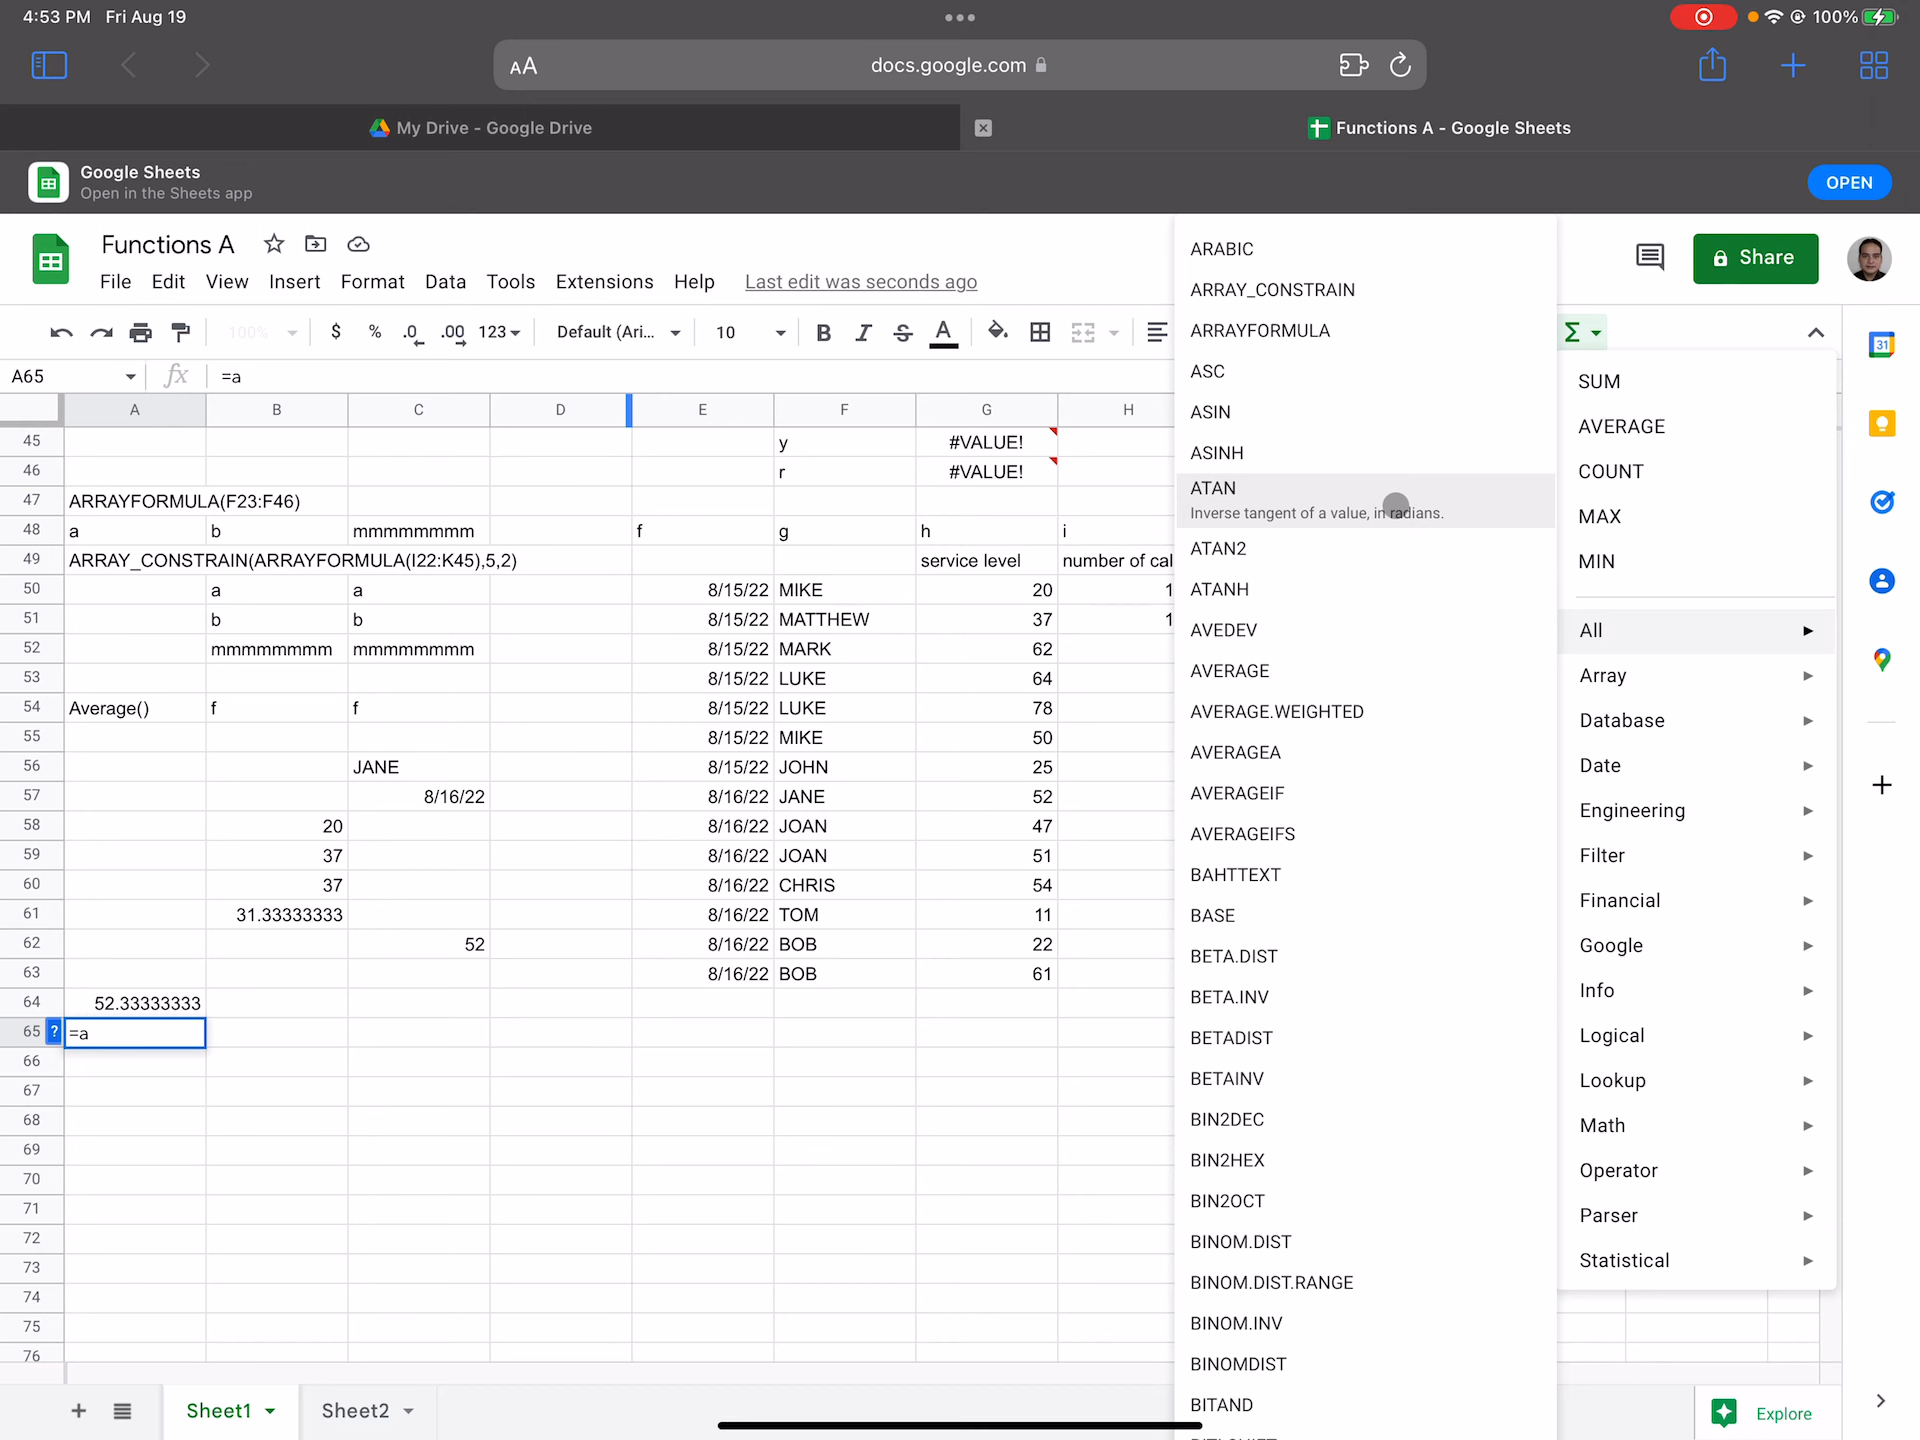 4:53 PM Fri Aug 19
100%
AA
docs.google.com
My Drive - Google Drive
Functions A - Google Sheets
Google Sheets
Open in the Sheets app
OPEN
Functions A
File Edit View Insert Format Data Tools Extensions Help Last edit was seconds ago
Share
100% $ % .0 .00 123 Default (Ari... 10 B I S A Σ
A65 fx =a
A B C D E F G H
45 y #VALUE!
46 r #VALUE!
47 ARRAYFORMULA(F23:F46)
48 a b mmmmmmmm f g h i
49 ARRAY_CONSTRAIN(ARRAYFORMULA(I22:K45),5,2) service level number of cal
50 a a 8/15/22 MIKE 20 1
51 b b 8/15/22 MATTHEW 37 1
52 mmmmmmmm mmmmmmmm 8/15/22 MARK 62
53 8/15/22 LUKE 64
54 Average() f f 8/15/22 LUKE 78
55 8/15/22 MIKE 50
56 JANE 8/15/22 JOHN 25
57 8/16/22 8/16/22 JANE 52
58 20 8/16/22 JOAN 47
59 37 8/16/22 JOAN 51
60 37 8/16/22 CHRIS 54
61 31.33333333 8/16/22 TOM 11
62 52 8/16/22 BOB 22
63 8/16/22 BOB 61
64 52.33333333
65 ? =a
66
67
68
69
70
71
72
73
74
75
76
ARABIC
ARRAY_CONSTRAIN
ARRAYFORMULA
ASC
ASIN
ASINH
ATAN
Inverse tangent of a value, in radians.
ATAN2
ATANH
AVEDEV
AVERAGE
AVERAGE.WEIGHTED
AVERAGEA
AVERAGEIF
AVERAGEIFS
BAHTTEXT
BASE
BETA.DIST
BETA.INV
BETADIST
BETAINV
BIN2DEC
BIN2HEX
BIN2OCT
BINOM.DIST
BINOM.DIST.RANGE
BINOM.INV
BINOMDIST
BITAND
SUM
AVERAGE
COUNT
MAX
MIN
All
Array
Database
Date
Engineering
Filter
Financial
Google
Info
Logical
Lookup
Math
Operator
Parser
Statistical
31
Sheet1 Sheet2
Explore